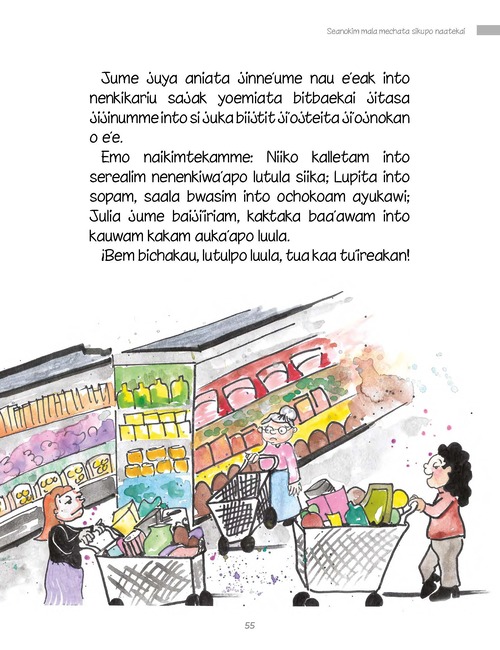 Seanokim mala mechata sikupo naatekai
Jume juya aniata jinne'ume nau e'eak into
nenkikariu sajak yoemiata bitbaekai jitasa
jijinumme into si juka biijtit ji'ojteita ji'ojnokan
o e'e.
Emo naikimtekamme: Niiko kalletam into
serealim nenenkiwa'apo lutula siika; Lupita into
sopam, saala bwasim into ochokoam ayukawi;
Julia jume baijiiriam, kaktaka baa'awam into
kauwam kakam auka'apo luula.
¡Bem bichakau, lutulpo luula, tua kaa tu'ireakan!
55